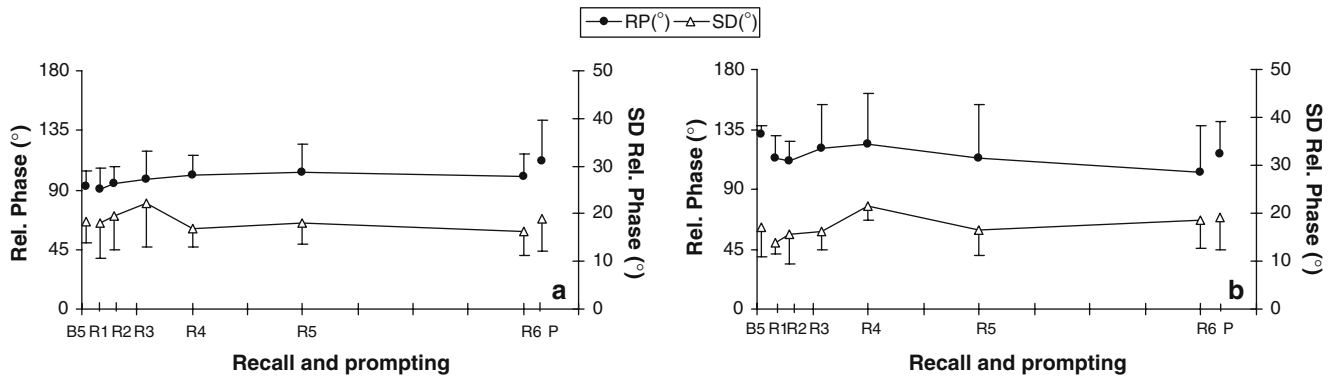 RP(°) SD(°)
180
135
90
45
0
Rel. Phase (°)
50
40
30
20
10
0
SD Rel. Phase (°)
a
B5 R1 R2 R3 R4 R5 R6 P
Recall and prompting
180
135
90
45
0
Rel. Phase (°)
50
40
30
20
10
0
SD Rel. Phase (°)
b
B5 R1 R2 R3 R4 R5 R6 P
Recall and prompting